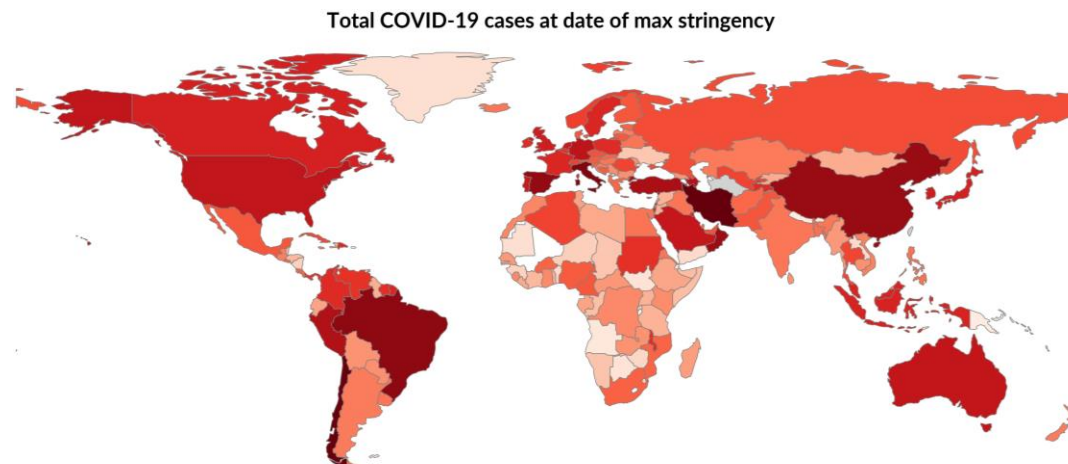 Total COVID-19 cases at date of max stringency